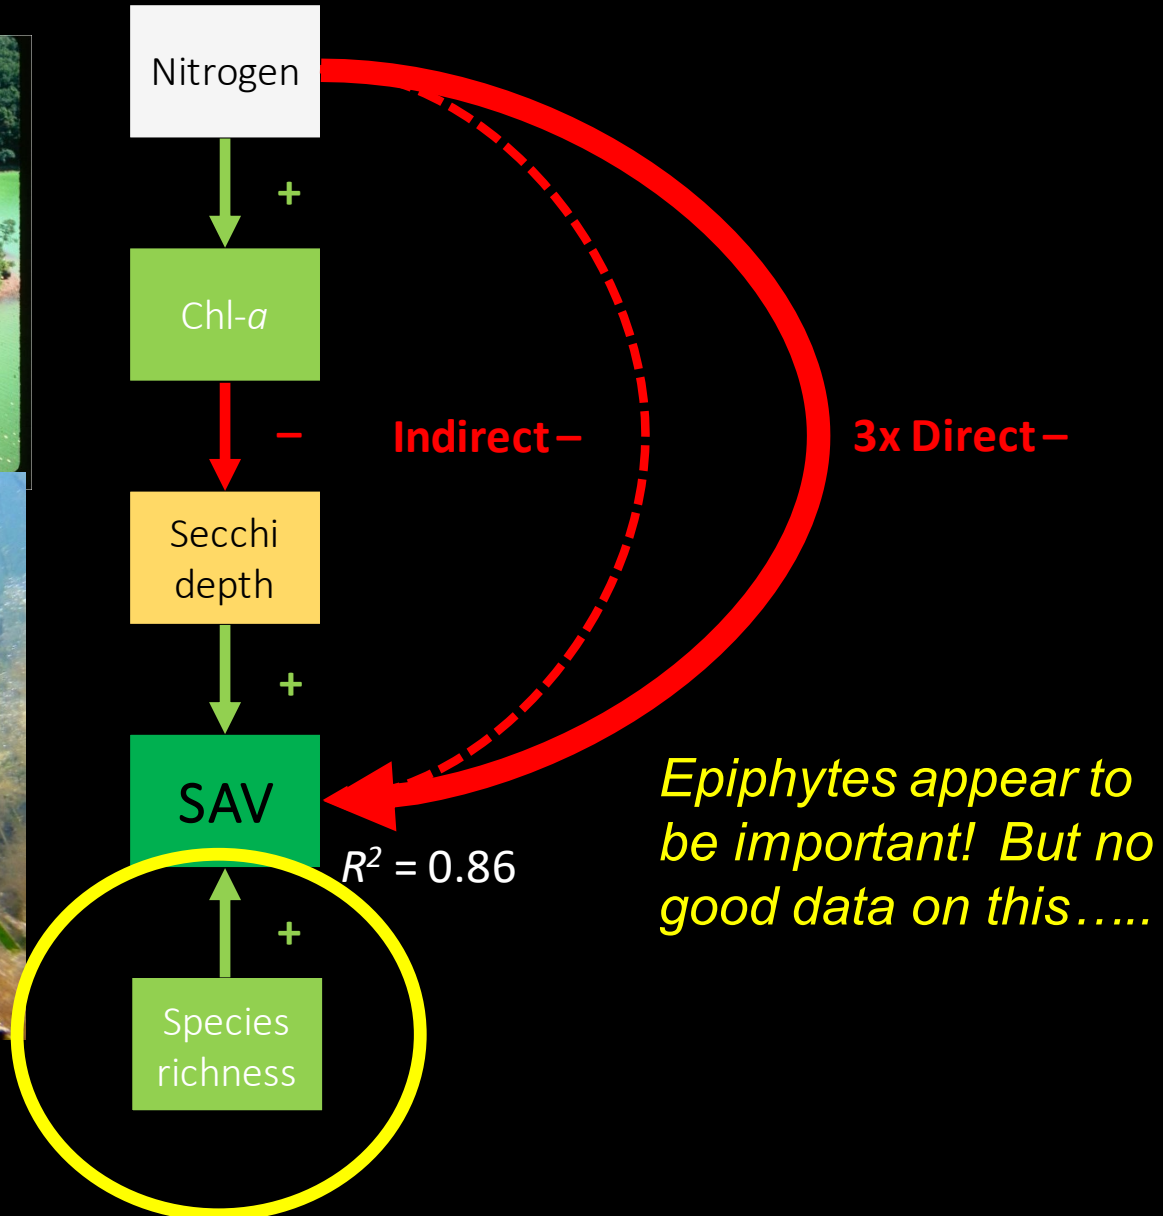 Nitrogen
+
Chl-a
–
Indirect –
3x Direct –
Secchi
depth
+
SAV
R² = 0.86
Epiphytes appear to
be important! But no
good data on this…..
+
Species
richness